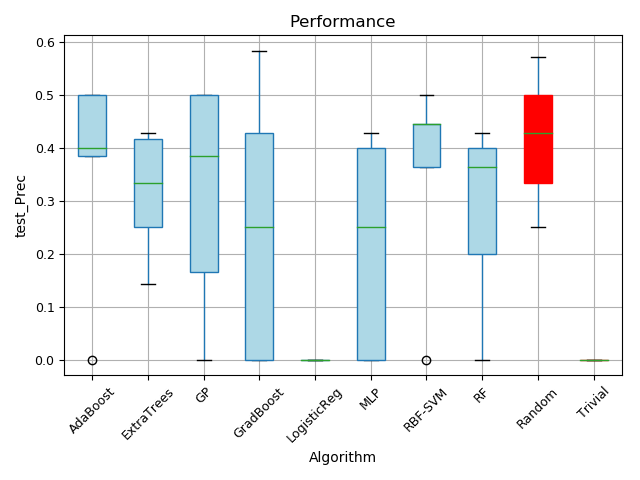 Performance
test_Prec
0.6
0.5
0.4
0.3
0.2
0.1
0.0
AdaBoost
ExtraTrees
GP
GradBoost
LogisticReg
MLP
RBF-SVM
RF
Random
Trivial
Algorithm